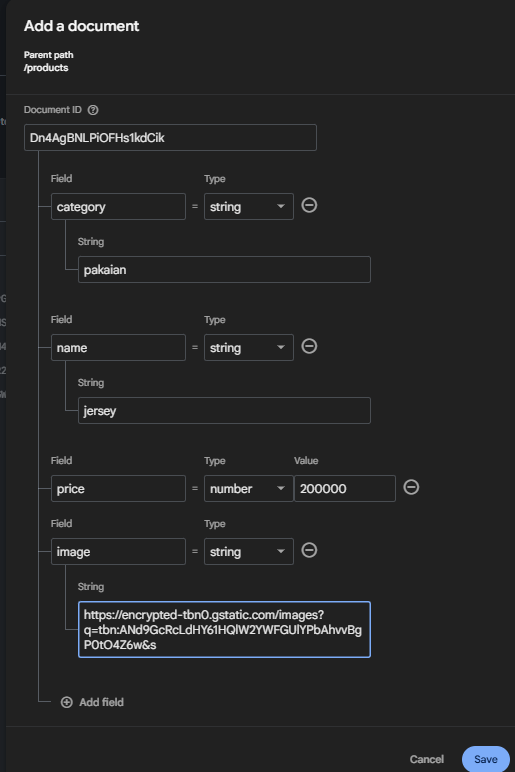 Add a document
Parent path
/products
Document ID
Dn4AgBNLPiOFHs1kdCik
Field Type
category = string
String
pakaian
Field Type
name = string
String
jersey
Field Type Value
price = number 200000
Field Type
image = string
String
https://encrypted-tbn0.gstatic.com/images?
q=tbn:ANd9GcRcLdHY61HQlW2YWFGUlYPbAhvvBg
P0tO4Z6w&s
Add field
Cancel Save